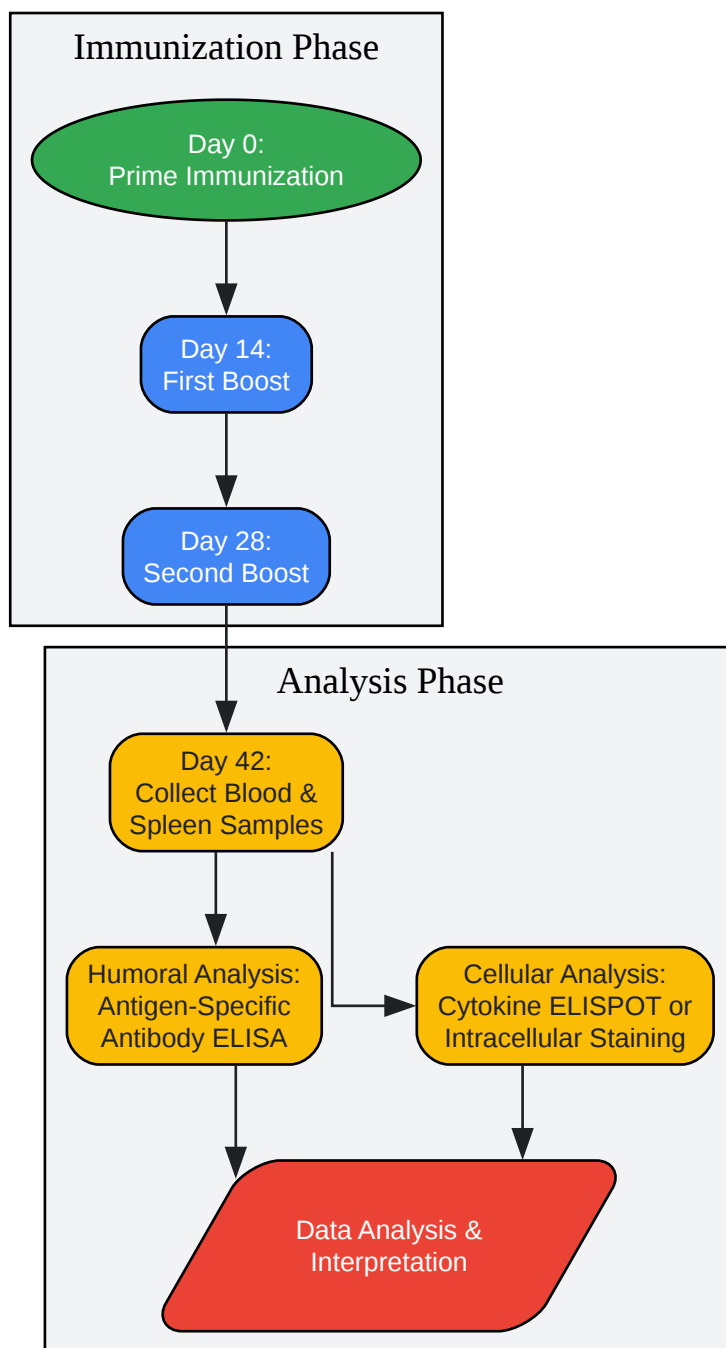 Immunization Phase
Day 0:
Prime Immunization
Day 14:
First Boost
Day 28:
Second Boost
Analysis Phase
Day 42:
Collect Blood &
Spleen Samples
Humoral Analysis:
Antigen-Specific
Antibody ELISA
Cellular Analysis:
Cytokine ELISPOT or
Intracellular Staining
Data Analysis &
Interpretation